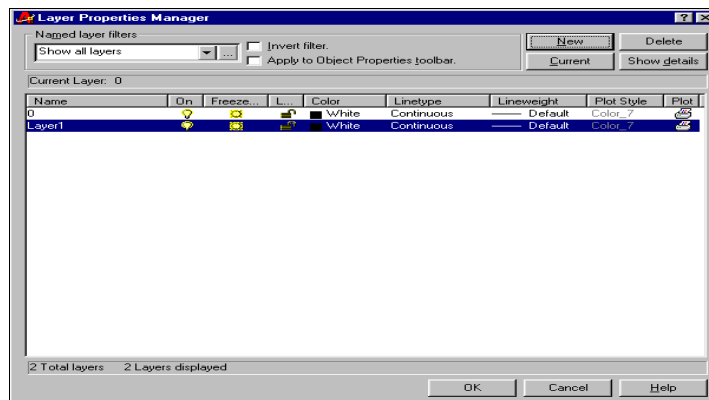 Layer Properties Manager
Named layer filters
Show all layers
...
Invert filter.
Apply to Object Properties toolbar.
New
Delete
Current
Show details
Current Layer: 0
Name On Freeze... L... Color Linetype Lineweight Plot Style Plot
0 White Continuous Default Color_7
Layer1 White Continuous Default Color_7
2 Total layers 2 Layers displayed
OK Cancel Help